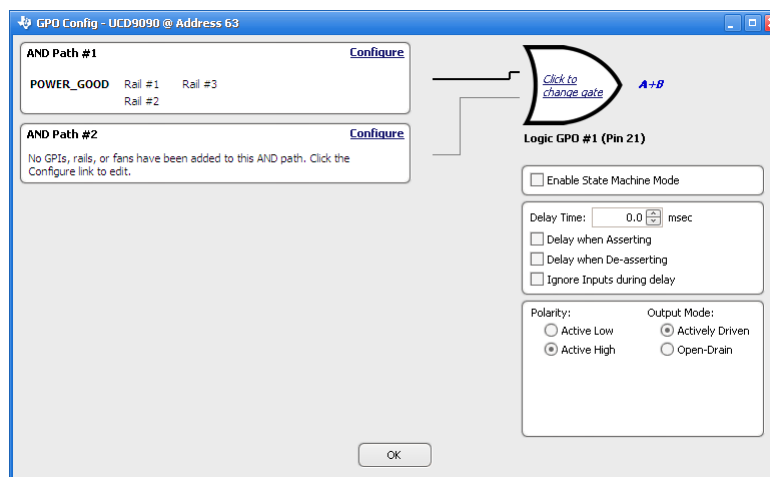 GPO Config - UCD9090 @ Address 63
AND Path #1 Configure
POWER_GOOD Rail #1 Rail #3
Rail #2
AND Path #2 Configure
No GPIs, rails, or fans have been added to this AND path. Click the
Configure link to edit.
Click to
change gate
A+B
Logic GPO #1 (Pin 21)
Enable State Machine Mode
Delay Time: 0.0 msec
Delay when Asserting
Delay when De-asserting
Ignore Inputs during delay
Polarity: Output Mode:
Active Low Actively Driven
Active High Open-Drain
OK